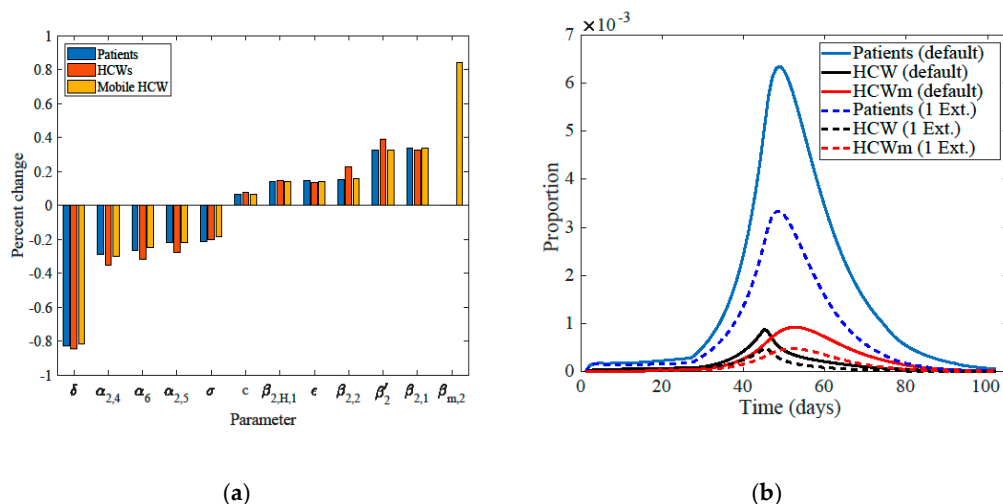 1
0.8
0.6
0.4
0.2
0
-0.2
-0.4
-0.6
-0.8
-1
Percent change
Patients
HCWs
Mobile HCW
δ α2,4 α6 α2,5 σ c β2,H,1 ϵ β2,2 β′2 β2,1 βm,2
Parameter
(a)
×10-3
7
6
5
4
3
2
1
0
Proportion
Patients (default)
HCW (default)
HCWm (default)
Patients (1 Ext.)
HCW (1 Ext.)
HCWm (1 Ext.)
0 20 40 60 80 100
Time (days)
(b)